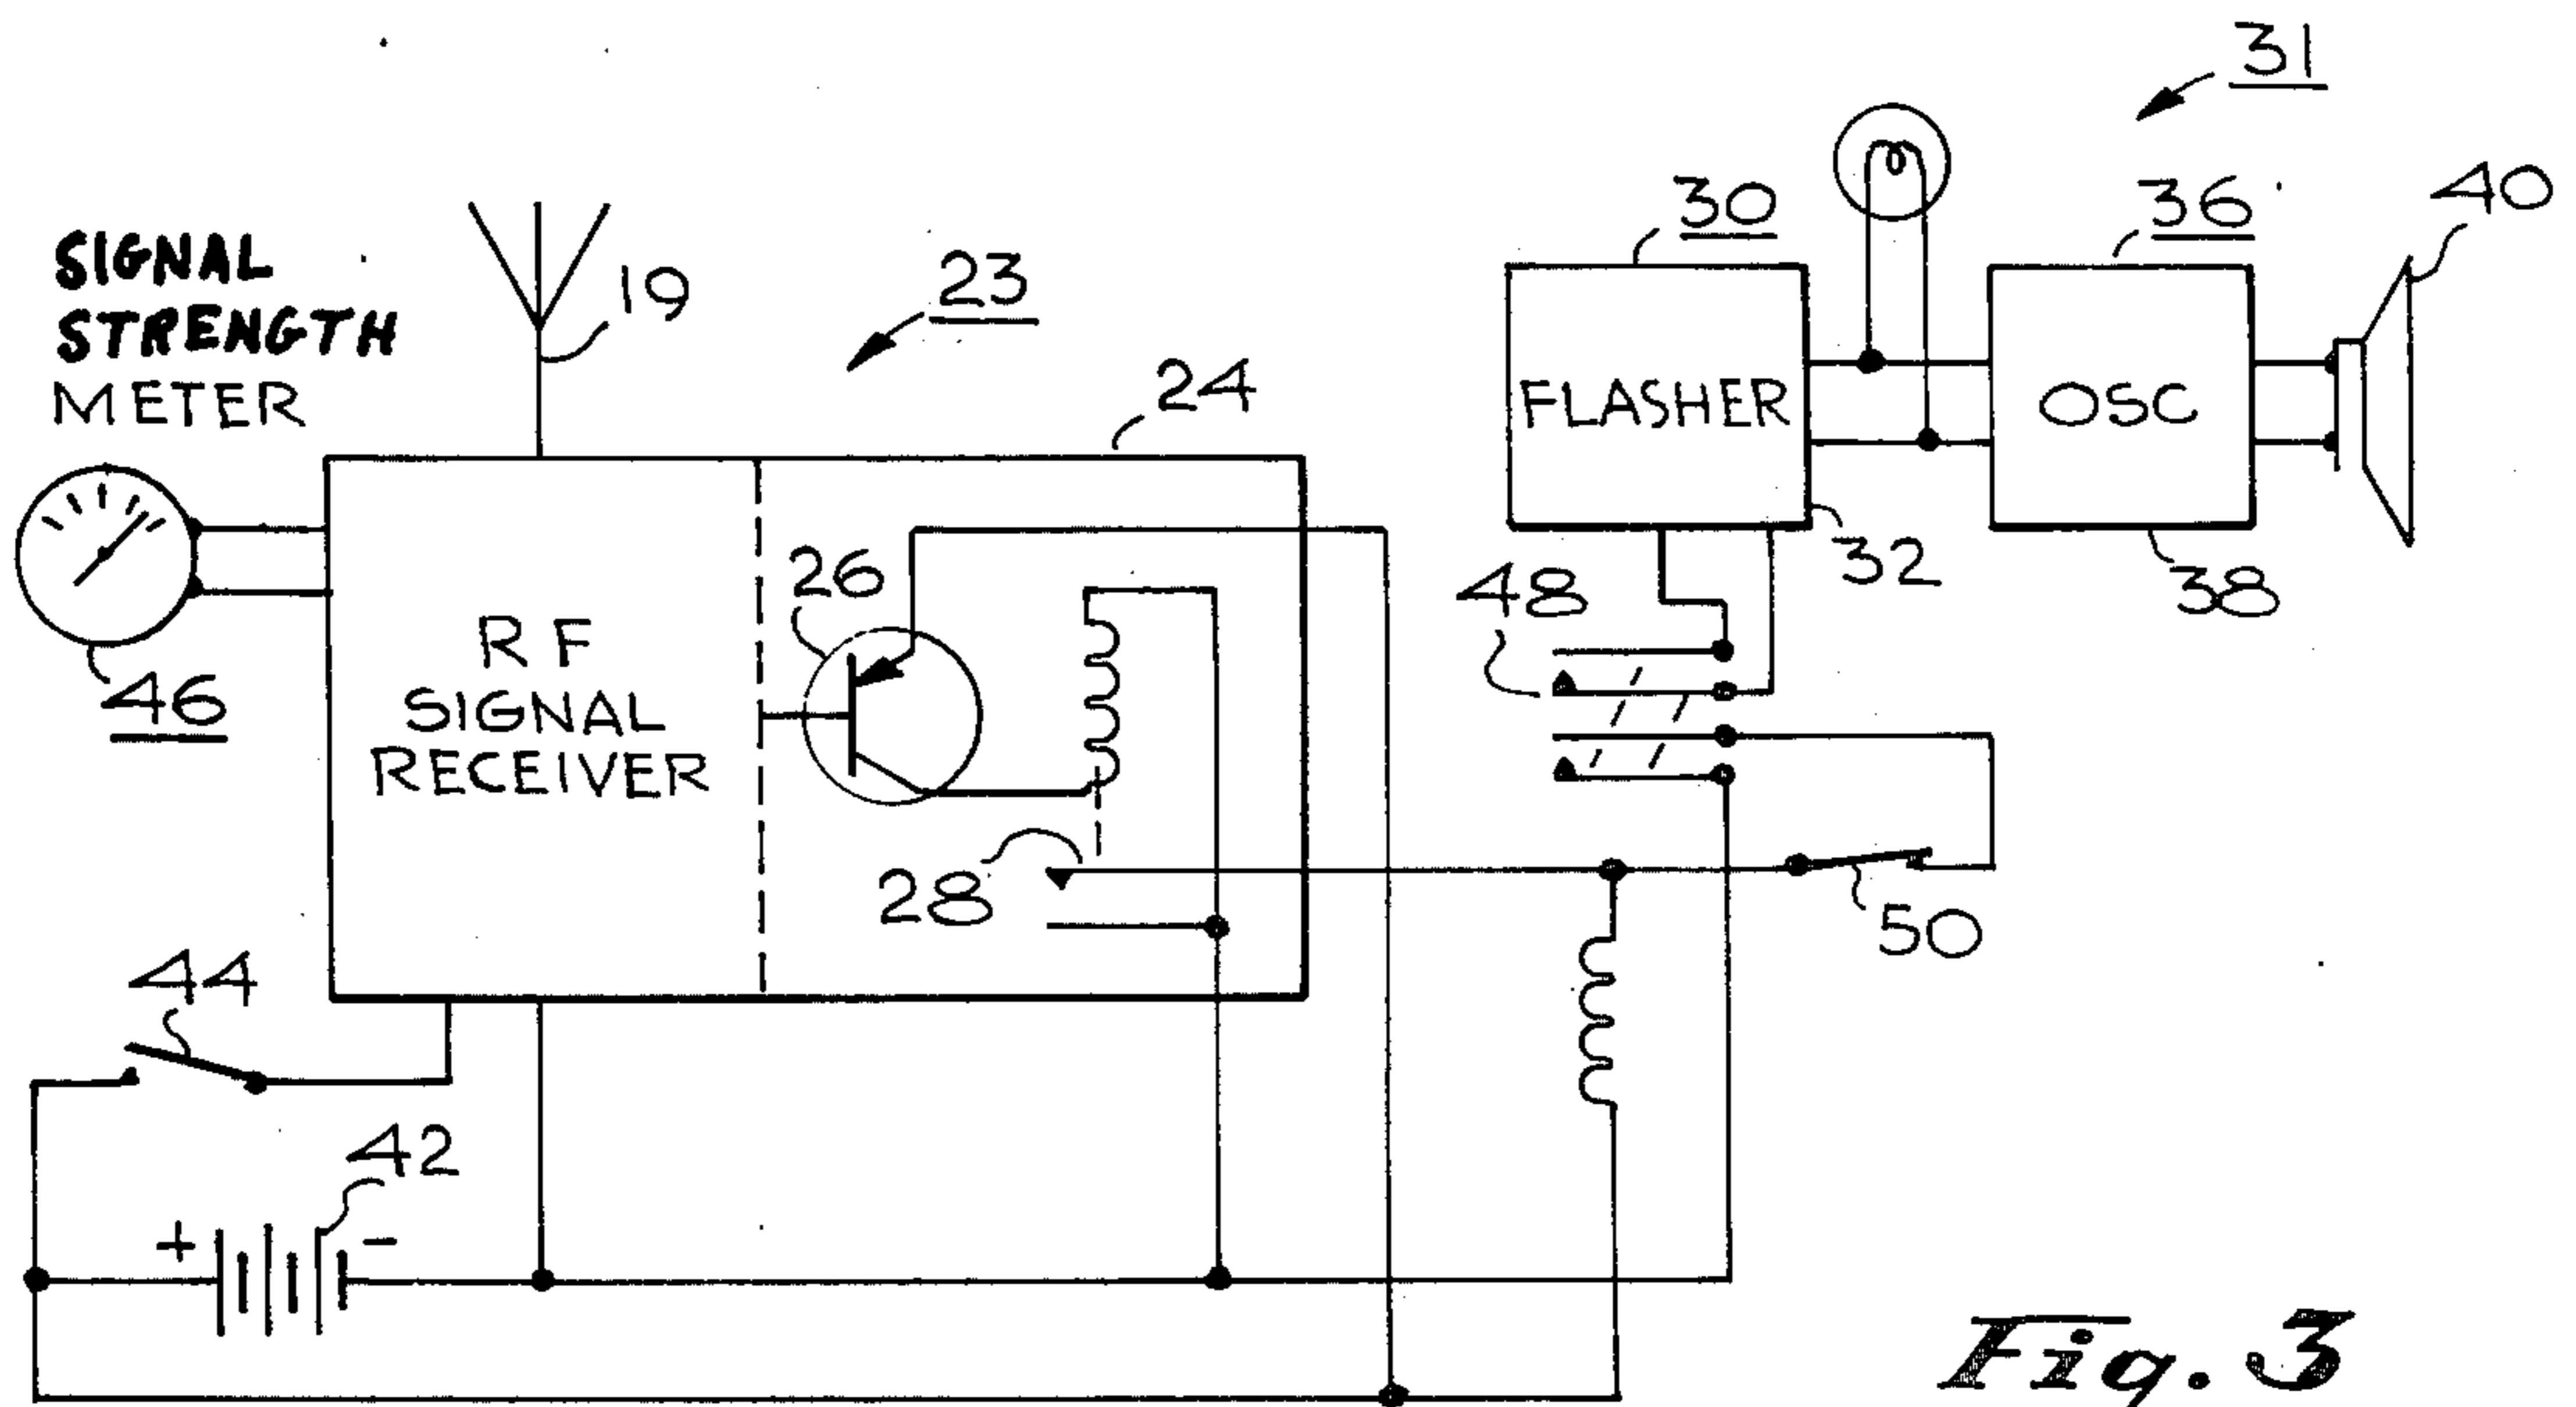 31
30
36
40
SIGNAL
STRENGTH
METER
19
23
24
FLASHER
OSC
32
38
26
48
46
RF
SIGNAL
RECEIVER
28
50
44
42
+
-
Fig. 3